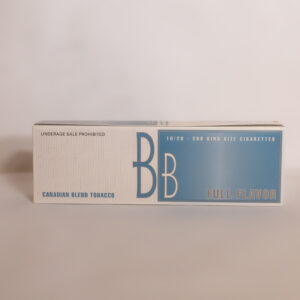 UNDERAGE SALE PROHIBITED
10/20 - 200 KING SIZE CIGARETTES
BB
CANADIAN BLEND TOBACCO
FULL FLAVOR